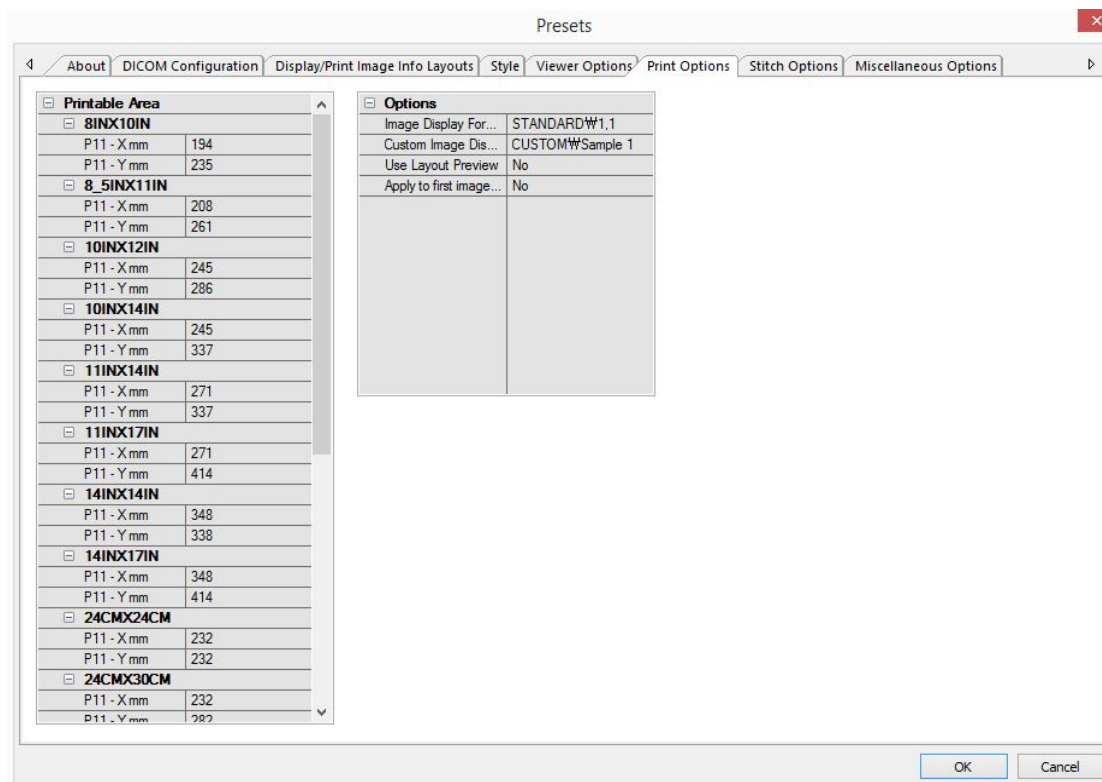 Presets
About DICOM Configuration Display/Print Image Info Layouts Style Viewer Options Print Options Stitch Options Miscellaneous Options
Printable Area
8INX10IN
P11 - X mm 194
P11 - Y mm 235
8_5INX11IN
P11 - X mm 208
P11 - Y mm 261
10INX12IN
P11 - X mm 245
P11 - Y mm 286
10INX14IN
P11 - X mm 245
P11 - Y mm 337
11INX14IN
P11 - X mm 271
P11 - Y mm 337
11INX17IN
P11 - X mm 271
P11 - Y mm 414
14INX14IN
P11 - X mm 348
P11 - Y mm 338
14INX17IN
P11 - X mm 348
P11 - Y mm 414
24CMX24CM
P11 - X mm 232
P11 - Y mm 232
24CMX30CM
P11 - X mm 232
P11 - Y mm 282
Options
Image Display For... STANDARD₩1,1
Custom Image Dis... CUSTOM₩Sample 1
Use Layout Preview No
Apply to first image... No
OK Cancel